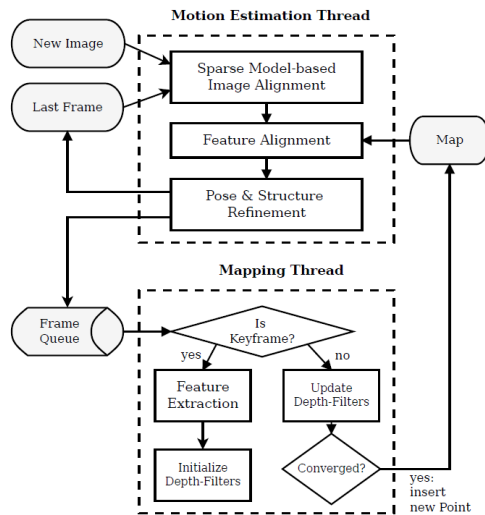 Motion Estimation Thread
New Image
Last Frame
Sparse Model-based
Image Alignment
Feature Alignment
Map
Pose & Structure
Refinement
Mapping Thread
Frame
Queue
Is
Keyframe?
yes
no
Feature
Extraction
Update
Depth-Filters
Initialize
Depth-Filters
Converged?
yes:
insert
new Point